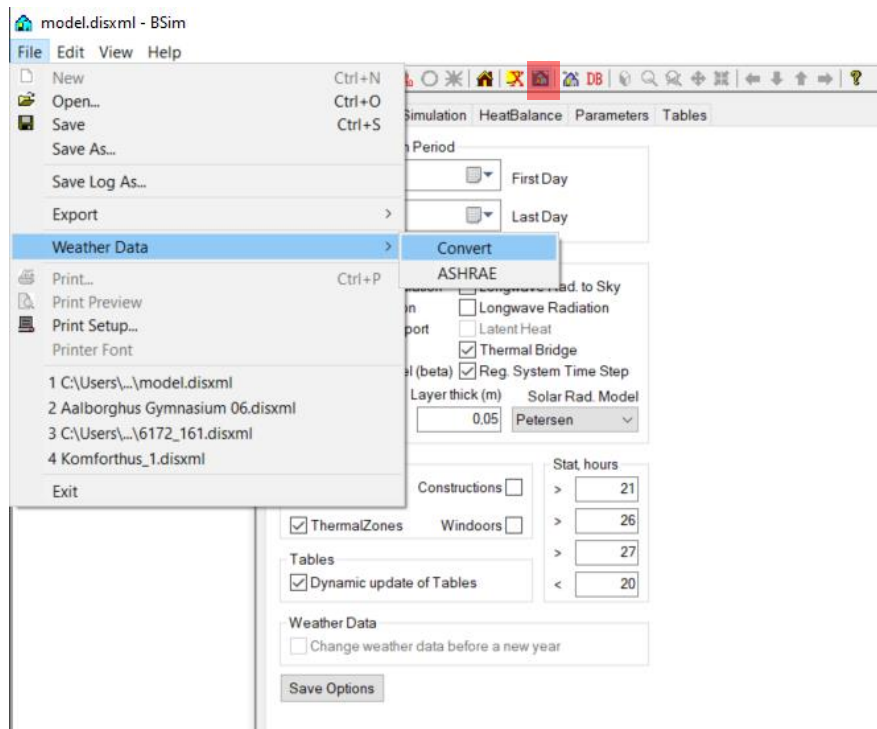 model.disxml - BSim
File Edit View Help
DB ?
New Ctrl+N
Open... Ctrl+O
Save Ctrl+S
Save As...
Save Log As...
Export >
Weather Data >
Convert
ASHRAE
Print... Ctrl+P
Print Preview
Print Setup...
Printer Font
1 C:\Users\...\model.disxml
2 Aalborghus Gymnasium 06.disxml
3 C:\Users\...\6172_161.disxml
4 Komforthus_1.disxml
Exit
Simulation HeatBalance Parameters Tables
Period
First Day
Last Day
Longwave Rad. to Sky
Longwave Radiation
port Latent Heat
Thermal Bridge
(beta) Reg. System Time Step
Layer thick (m) Solar Rad. Model
0,05 Petersen
Stat, hours
Constructions > 21
ThermalZones Windoors > 26
> 27
Tables
Dynamic update of Tables < 20
Weather Data
Change weather data before a new year
Save Options